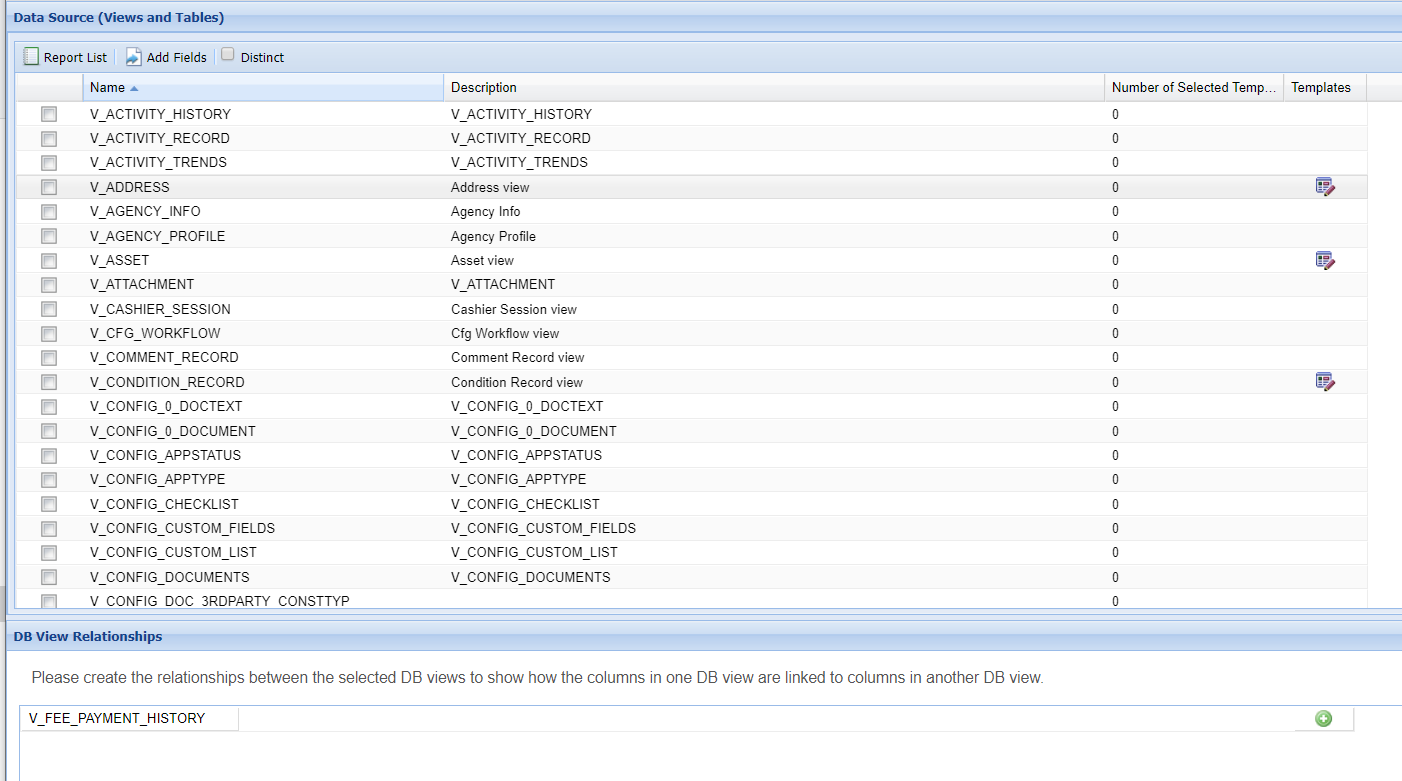 Data Source (Views and Tables)
Report List Add Fields Distinct
Name Description Number of Selected Temp... Templates
V_ACTIVITY_HISTORY V_ACTIVITY_HISTORY 0
V_ACTIVITY_RECORD V_ACTIVITY_RECORD 0
V_ACTIVITY_TRENDS V_ACTIVITY_TRENDS 0
V_ADDRESS Address view 0
V_AGENCY_INFO Agency Info 0
V_AGENCY_PROFILE Agency Profile 0
V_ASSET Asset view 0
V_ATTACHMENT V_ATTACHMENT 0
V_CASHIER_SESSION Cashier Session view 0
V_CFG_WORKFLOW Cfg Workflow view 0
V_COMMENT_RECORD Comment Record view 0
V_CONDITION_RECORD Condition Record view 0
V_CONFIG_0_DOCTEXT V_CONFIG_0_DOCTEXT 0
V_CONFIG_0_DOCUMENT V_CONFIG_0_DOCUMENT 0
V_CONFIG_APPSTATUS V_CONFIG_APPSTATUS 0
V_CONFIG_APPTYPE V_CONFIG_APPTYPE 0
V_CONFIG_CHECKLIST V_CONFIG_CHECKLIST 0
V_CONFIG_CUSTOM_FIELDS V_CONFIG_CUSTOM_FIELDS 0
V_CONFIG_CUSTOM_LIST V_CONFIG_CUSTOM_LIST 0
V_CONFIG_DOCUMENTS V_CONFIG_DOCUMENTS 0
V_CONFIG_DOC_3RDPARTY_CONSTTYP 0
DB View Relationships
Please create the relationships between the selected DB views to show how the columns in one DB view are linked to columns in another DB view.
V_FEE_PAYMENT_HISTORY